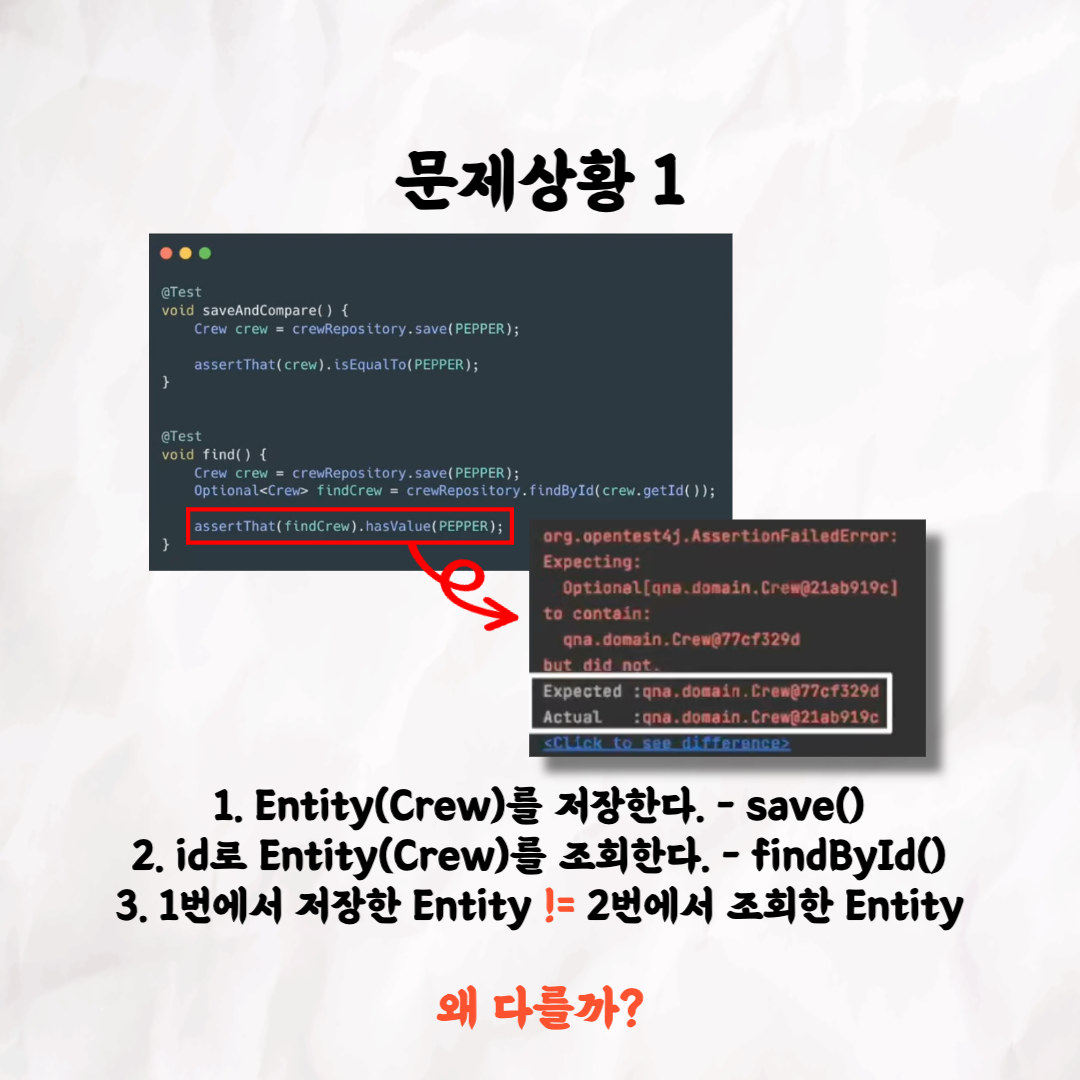 문제상황 1
@Test
void saveAndCompare() {
Crew crew = crewRepository.save(PEPPER);
assertThat(crew).isEqualTo(PEPPER);
}
@Test
void find() {
Crew crew = crewRepository.save(PEPPER);
Optional<Crew> findCrew = crewRepository.findById(crew.getId());
assertThat(findCrew).hasValue(PEPPER);
}
org.opentest4j.AssertionFailedError:
Expecting:
Optional[qna.domain.Crew@21ab919c]
to contain:
qna.domain.Crew@77cf329d
but did not.
Expected :qna.domain.Crew@77cf329d
Actual :qna.domain.Crew@21ab919c
<Click to see difference>
1. Entity(Crew)를 저장한다. - save()
2. id로 Entity(Crew)를 조회한다. - findById()
3. 1번에서 저장한 Entity != 2번에서 조회한 Entity
왜 다를까?